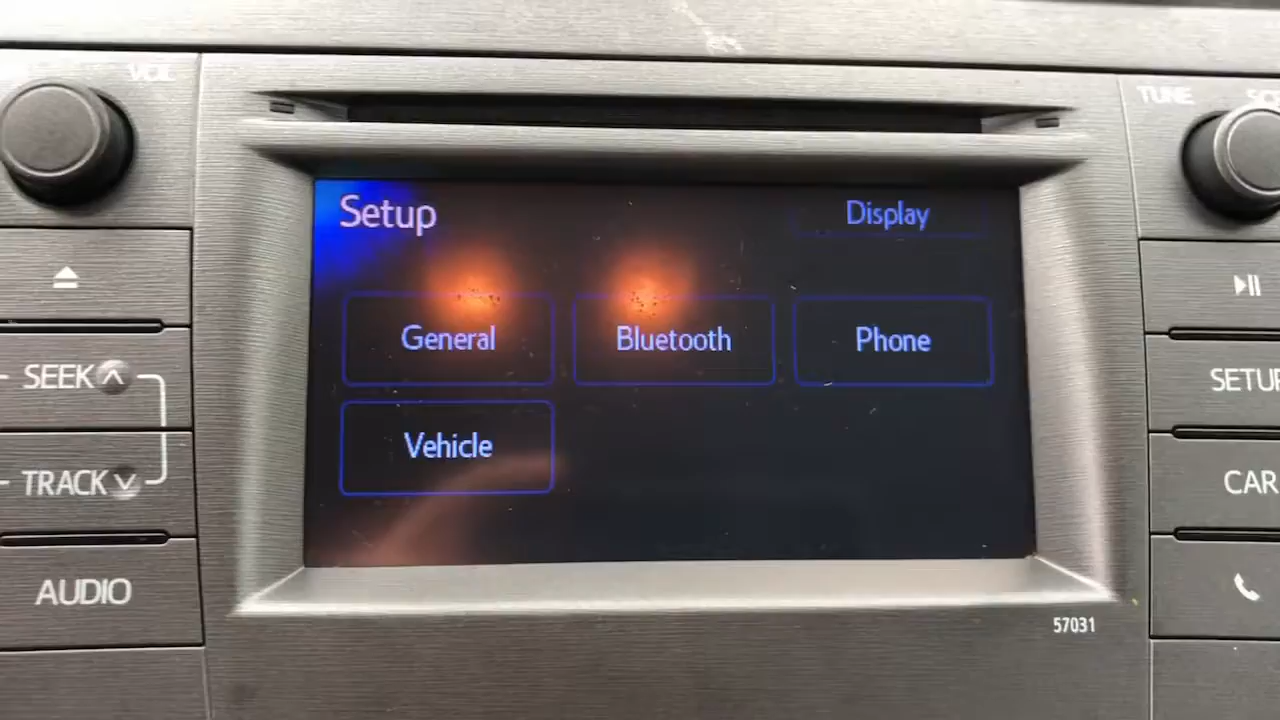 VOL
TUNE
Setup
Display
General
Bluetooth
Phone
Vehicle
SEEK
TRACK
AUDIO
SETUP
CAR
57031